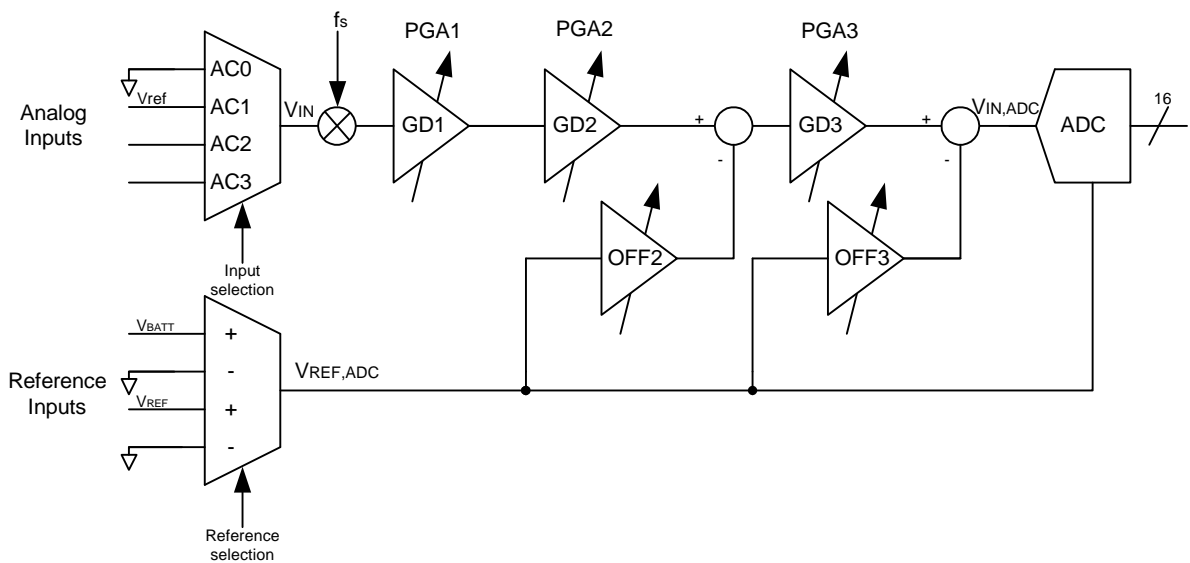 fs
PGA1
PGA2
PGA3
AC0
Vref
AC1
AC2
AC3
Analog
Inputs
VIN
GD1
GD2
+
-
GD3
+
-
VIN,ADC
ADC
16
OFF2
OFF3
Input
selection
VBATT
+
-
VREF
+
-
Reference
Inputs
VREF,ADC
Reference
selection